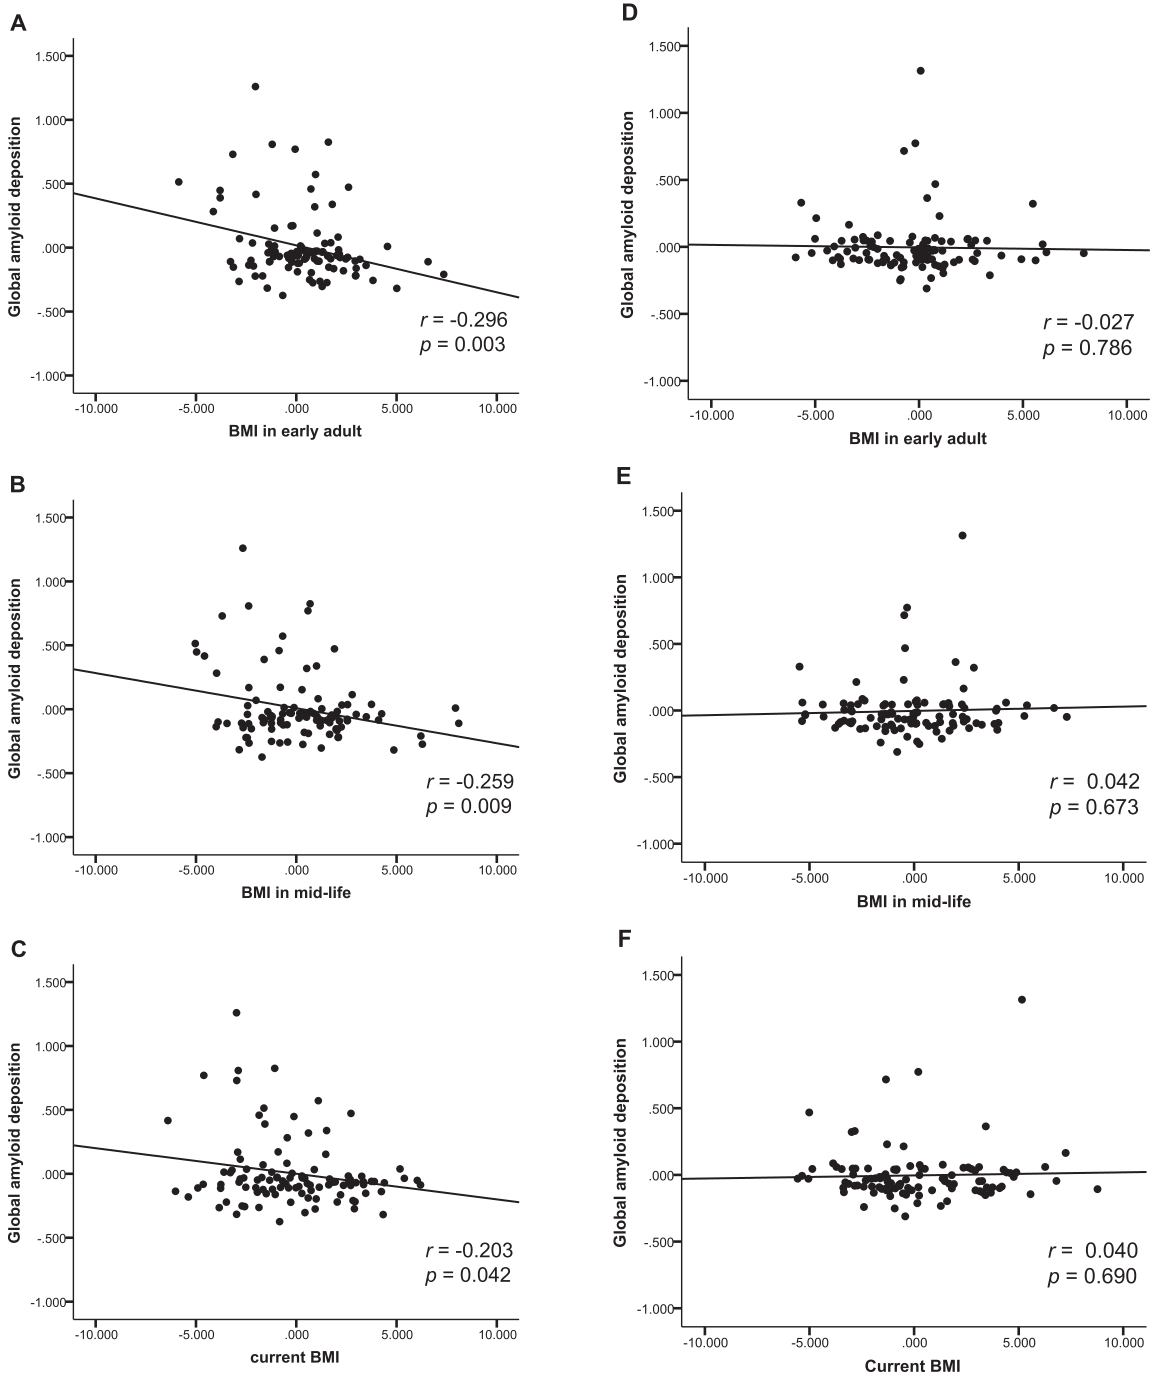 A
Global amyloid deposition
1.500
1.000
.500
.000
-.500
-1.000
r = -0.296
p = 0.003
-10.000 -5.000 .000 5.000 10.000
BMI in early adult
B
Global amyloid deposition
1.500
1.000
.500
.000
-.500
-1.000
r = -0.259
p = 0.009
-10.000 -5.000 .000 5.000 10.000
BMI in mid-life
C
Global amyloid deposition
1.500
1.000
.500
.000
-.500
-1.000
r = -0.203
p = 0.042
-10.000 -5.000 .000 5.000 10.000
current BMI
D
Global amyloid deposition
1.500
1.000
.500
.000
-.500
-1.000
r = -0.027
p = 0.786
-10.000 -5.000 .000 5.000 10.000
BMI in early adult
E
Global amyloid deposition
1.500
1.000
.500
.000
-.500
-1.000
r = 0.042
p = 0.673
-10.000 -5.000 .000 5.000 10.000
BMI in mid-life
F
Global amyloid deposition
1.500
1.000
.500
.000
-.500
-1.000
r = 0.040
p = 0.690
-10.000 -5.000 .000 5.000 10.000
Current BMI